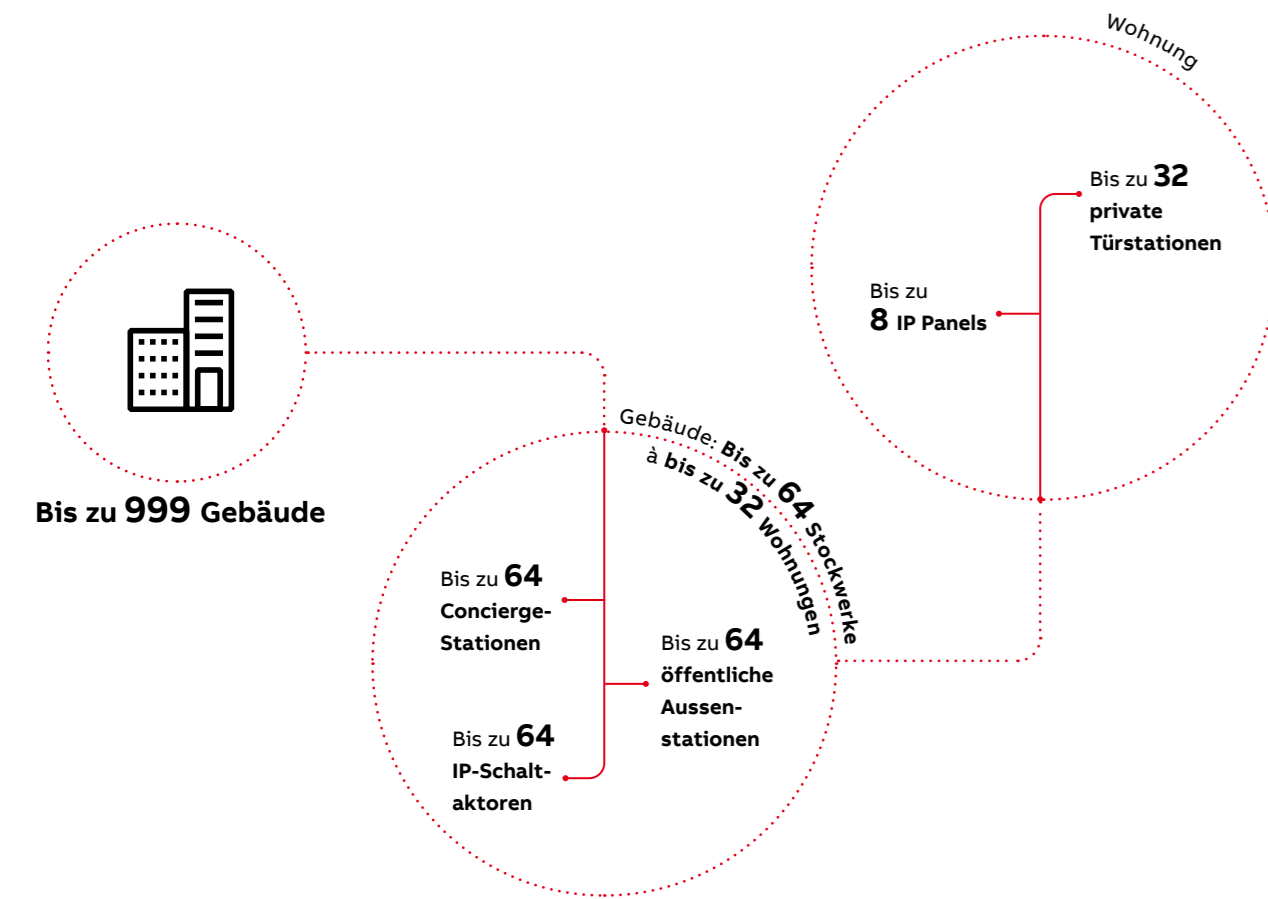 Bis zu 999 Gebäude
Gebäude: Bis zu 64 Stockwerke
à bis zu 32 Wohnungen
Bis zu 64
Concierge-
Stationen
Bis zu 64
öffentliche
Aussen-
stationen
Bis zu 64
IP-Schalt-
aktoren
Wohnung
Bis zu 32
private
Türstationen
Bis zu
8 IP Panels